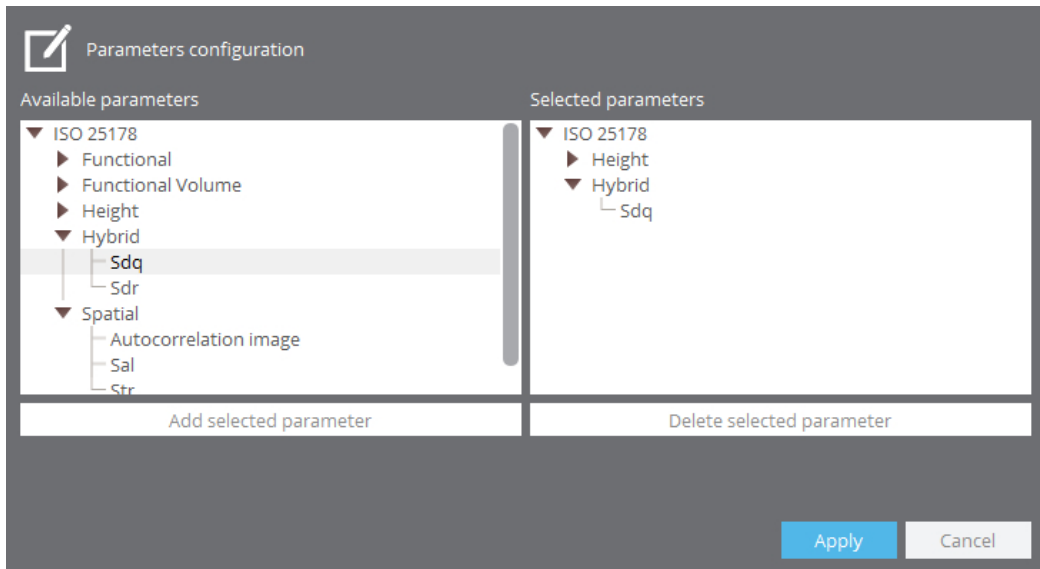 Parameters configuration
Available parameters
ISO 25178
Functional
Functional Volume
Height
Hybrid
Sdq
Sdr
Spatial
Autocorrelation image
Sal
Str
Add selected parameter
Selected parameters
ISO 25178
Height
Hybrid
Sdq
Delete selected parameter
Apply
Cancel